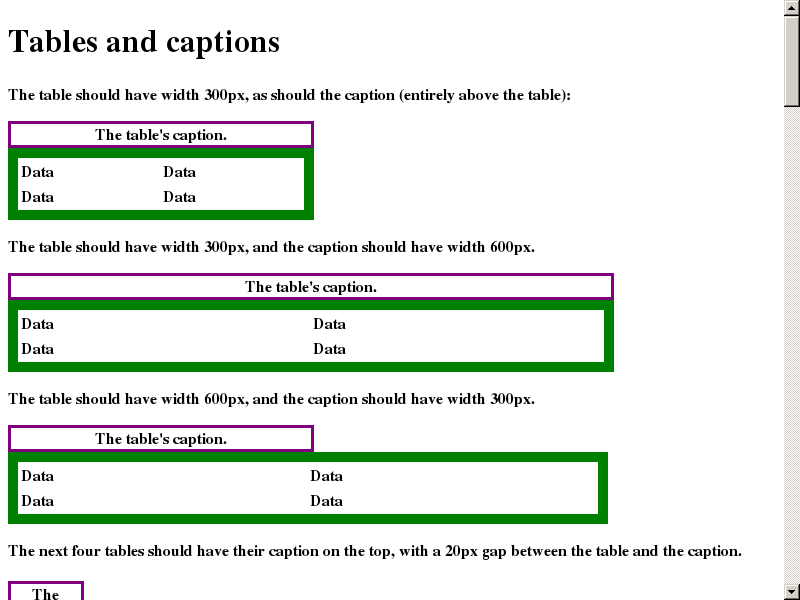 Tables and captions
The table should have width 300px, as should the caption (entirely above the table):
The table's caption.
Data Data
Data Data
The table should have width 300px, and the caption should have width 600px.
The table's caption.
Data Data
Data Data
The table should have width 600px, and the caption should have width 300px.
The table's caption.
Data Data
Data Data
The next four tables should have their caption on the top, with a 20px gap between the table and the caption.
The